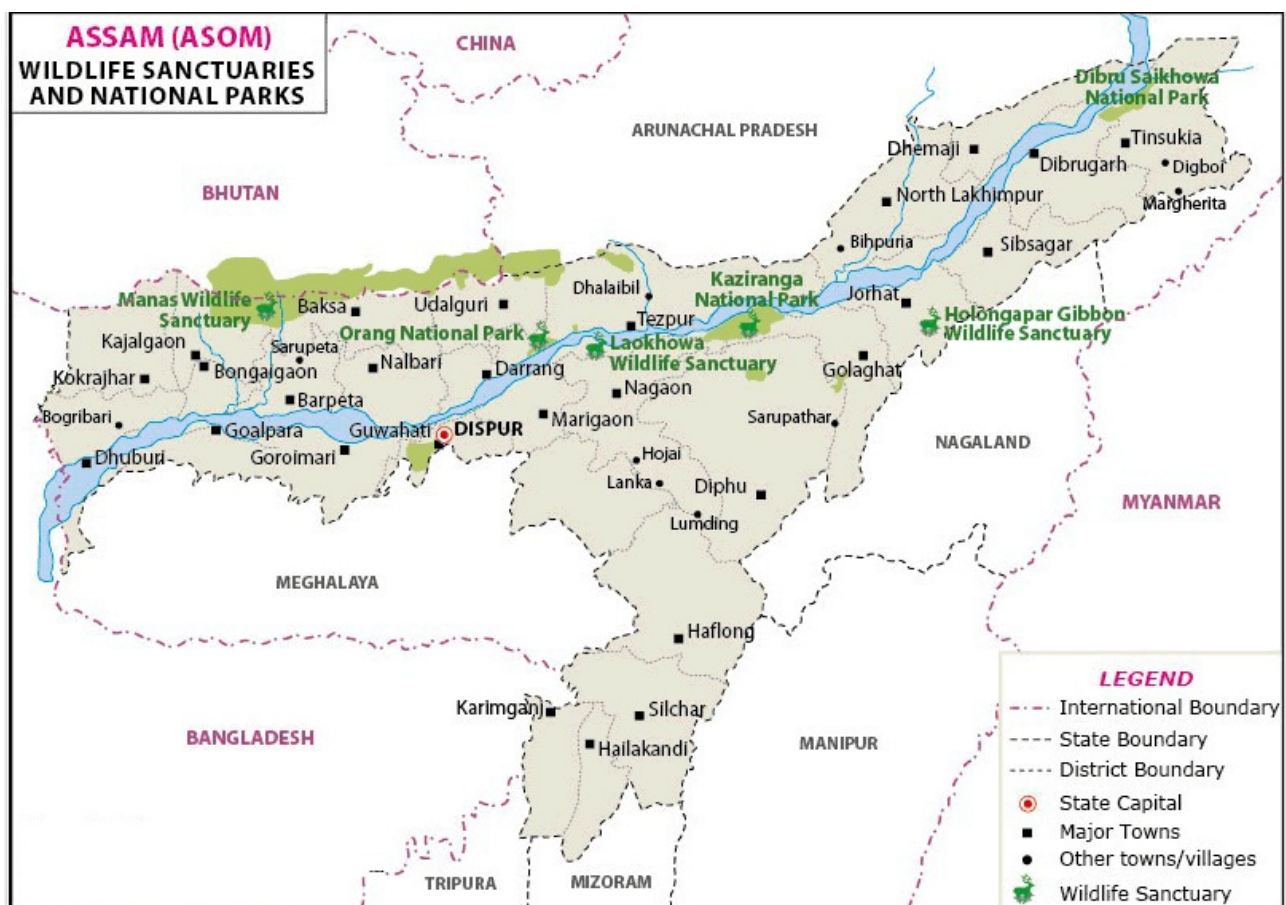 ASSAM (ASOM)
WILDLIFE SANCTUARIES
AND NATIONAL PARKS
CHINA
Dibru Saikhowa
National Park
ARUNACHAL PRADESH
Tinsukia
Dhemaji
Dibrugarh
Digboi
BHUTAN
North Lakhimpur
Margherita
Bihpuria
Sibsagar
Kaziranga
National Park
Dhalaibil
Manas Wildlife
Sanctuary
Baksa
Udalguri
Jorhat
Tezpur
Holongapar Gibbon
Wildlife Sanctuary
Orang National Park
Laokhowa
Wildlife Sanctuary
Kajalgaon
Sarupeta
Bongaigaon
Nalbari
Darrang
Golaghat
Kokrajhar
Nagaon
Barpeta
Bogribari
Marigaon
Sarupathar
Goalpara
Guwahati
DISPUR
NAGALAND
Dhuburi
Goroimari
Hojai
Lanka
Diphu
MYANMAR
Lumding
MEGHALAYA
Haflong
Karimganj
Silchar
BANGLADESH
Hailakandi
MANIPUR
TRIPURA
MIZORAM
LEGEND
International Boundary
State Boundary
District Boundary
State Capital
Major Towns
Other towns/villages
Wildlife Sanctuary